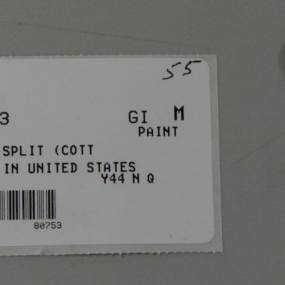 55
3 GI M
PAINT
SPLIT (COTT
IN UNITED STATES
Y44 N Q
80753